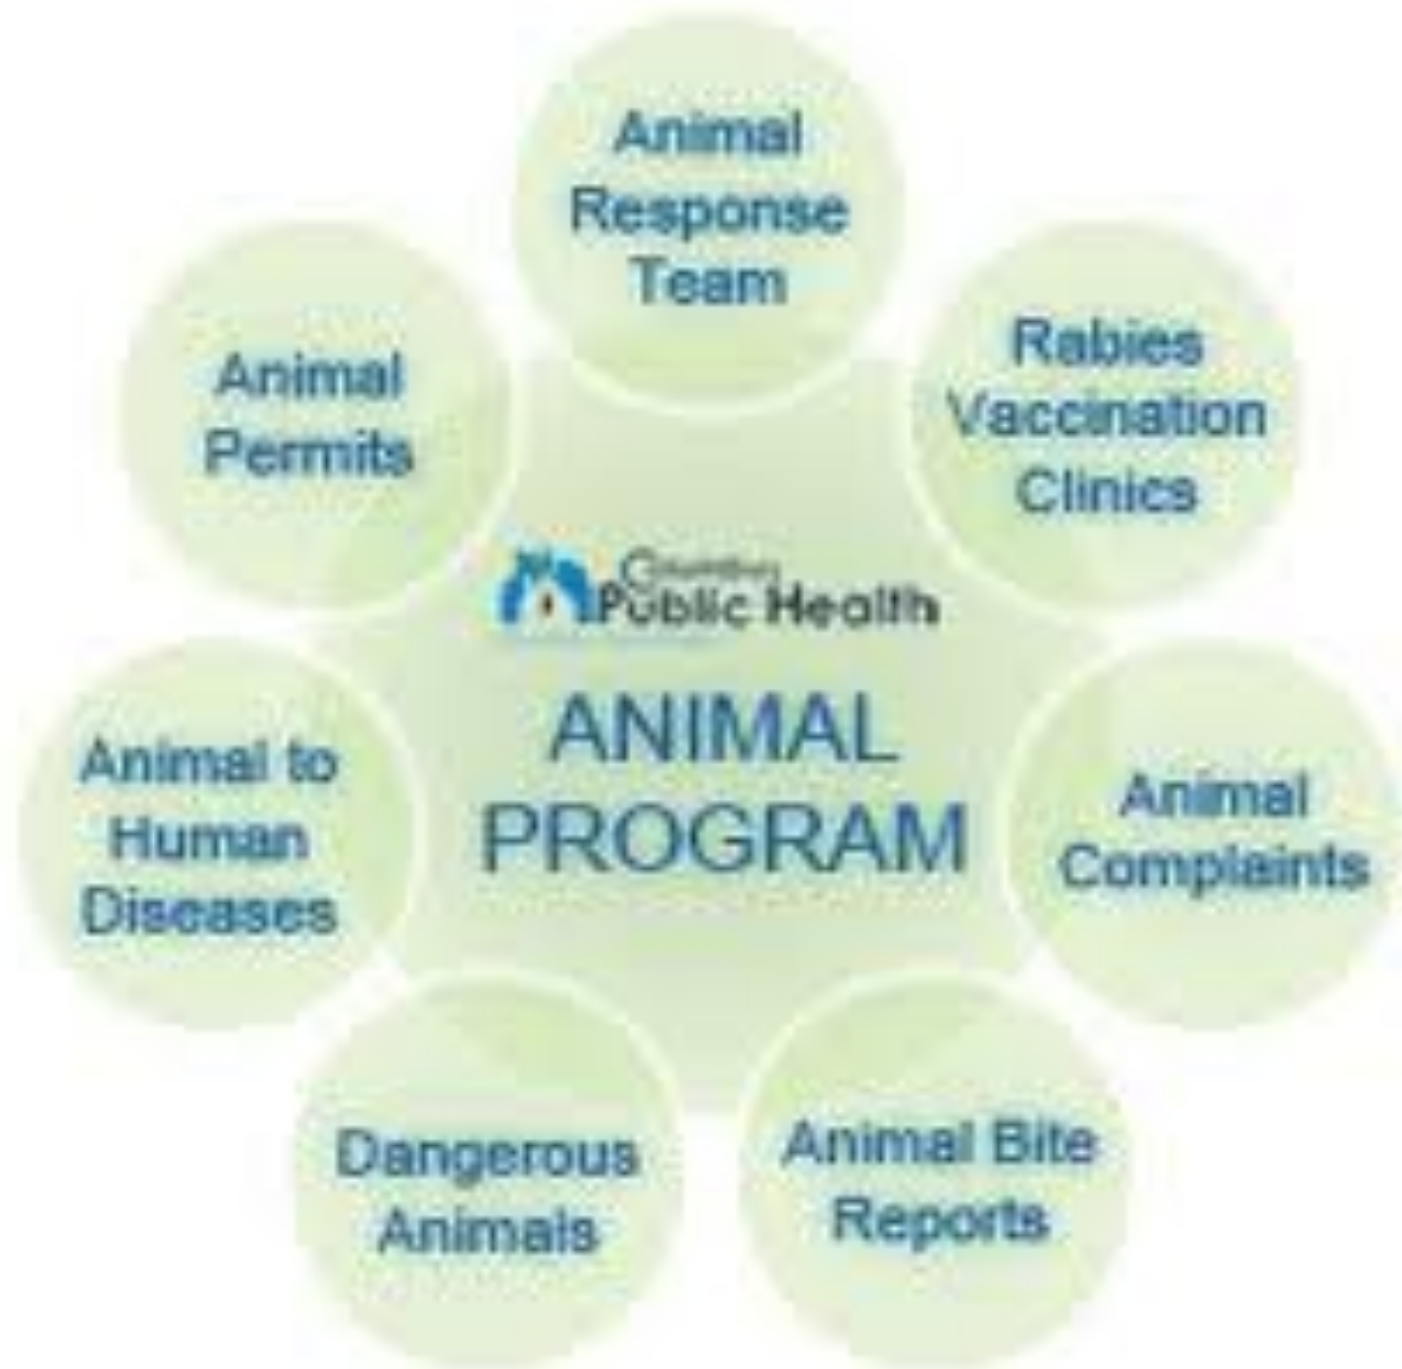 Animal
Response
Team
Rabies
Vaccination
Clinics
Animal
Complaints
Animal Bite
Reports
Dangerous
Animals
Animal to
Human
Diseases
Animal
Permits
Columbus
Public Health
ANIMAL
PROGRAM